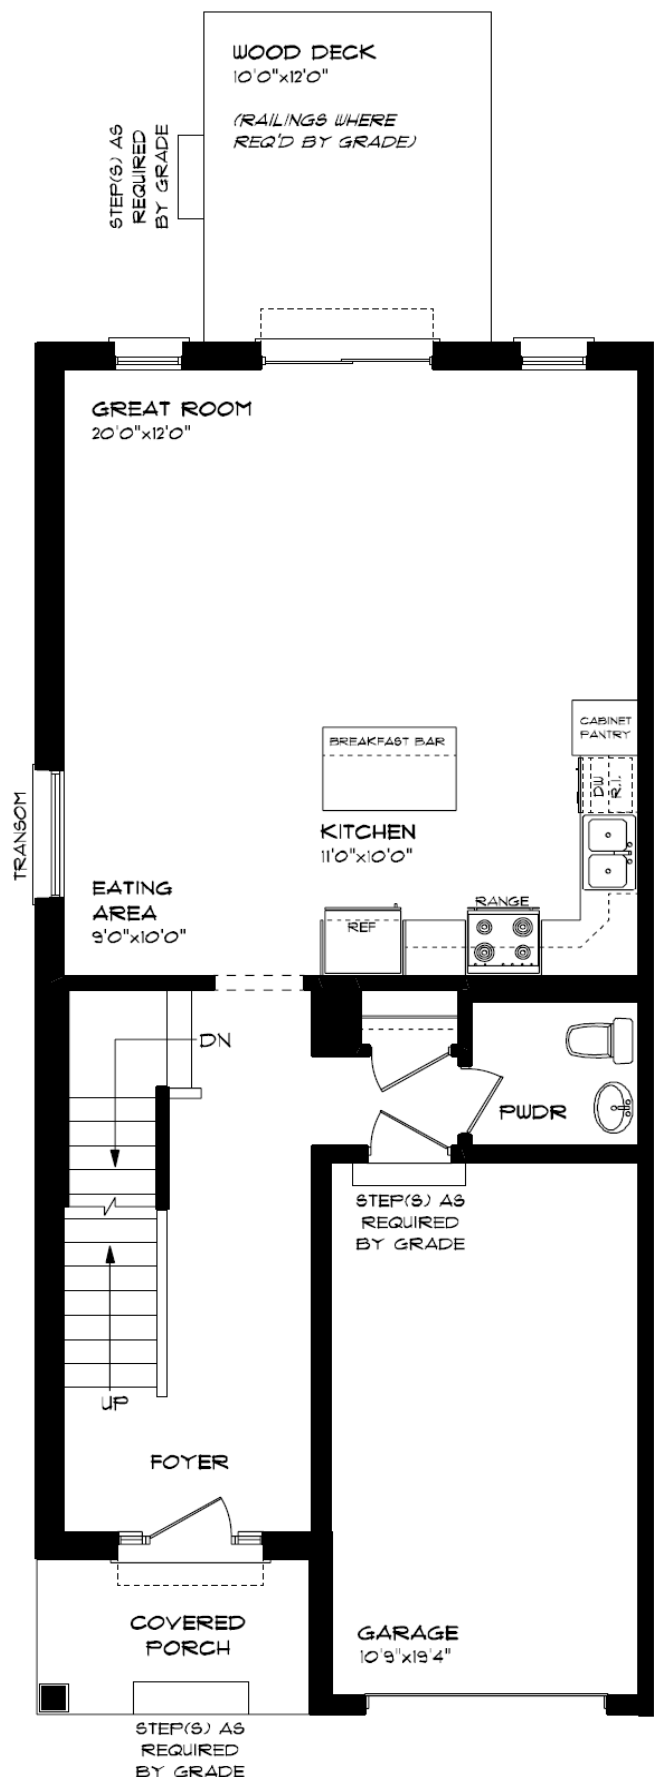 WOOD DECK
10'0"x12'0"
(RAILINGS WHERE
REQ'D BY GRADE)
STEP(S) AS
REQUIRED
BY GRADE
GREAT ROOM
20'0"x12'0"
CABINET
PANTRY
BREAKFAST BAR
DW
R.I.
TRANSOM
KITCHEN
11'0"x10'0"
EATING
AREA
9'0"x10'0"
RANGE
REF
DN
PWDR
STEP(S) AS
REQUIRED
BY GRADE
UP
FOYER
COVERED
PORCH
GARAGE
10'9"x19'4"
STEP(S) AS
REQUIRED
BY GRADE